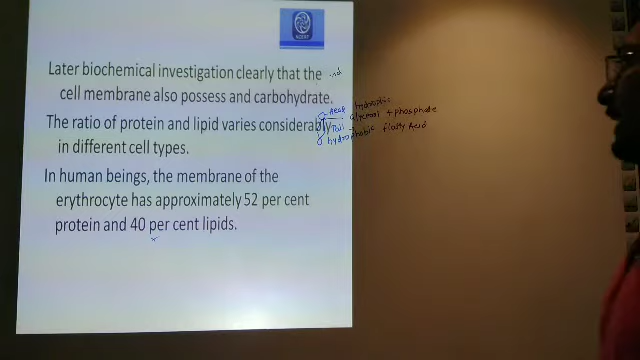 NCERT
Later biochemical investigation clearly that the
cell membrane also possess and carbohydrate.
The ratio of protein and lipid varies considerably
in different cell types.
In human beings, the membrane of the
erythrocyte has approximately 52 per cent
protein and 40 per cent lipids.
Head hydrophilic
glycerol + phosphate
Tail
hydrophobic fatty Acid